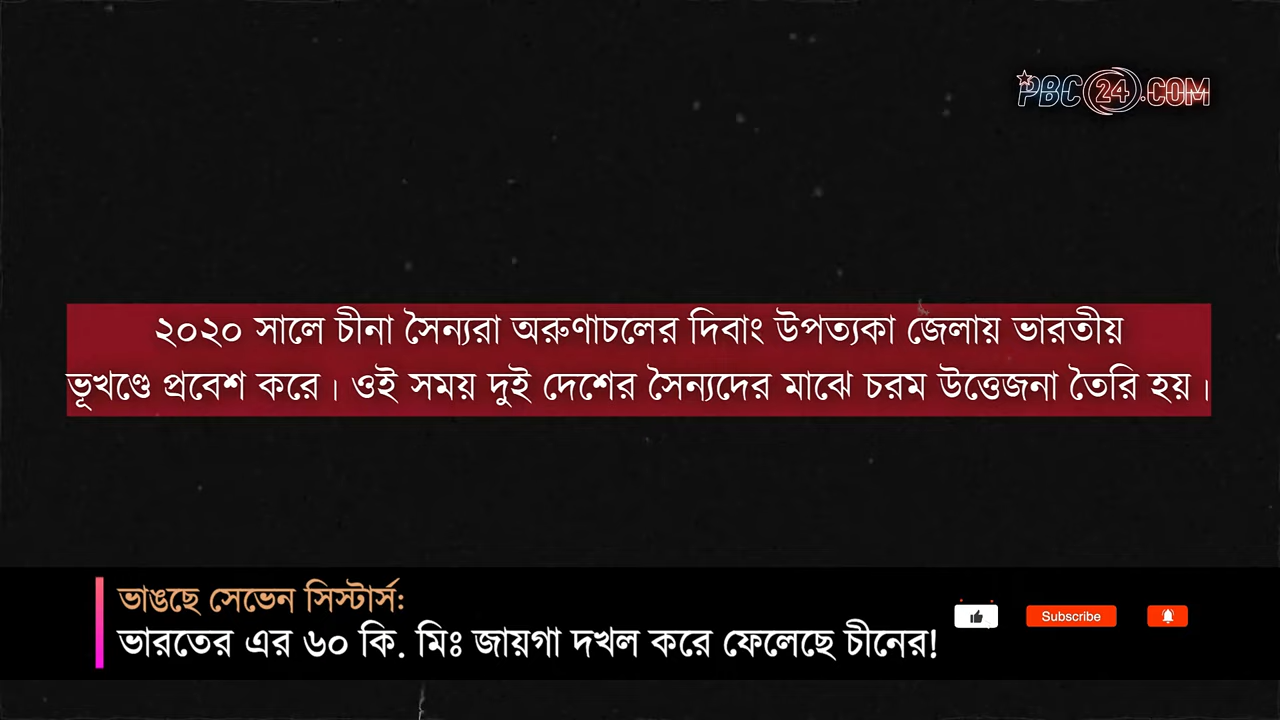 PBC24.COM
২০২০ সালে চীনা সৈন্যরা অরুণাচলের দিবাং উপত্যকা জেলায় ভারতীয়
ভূখণ্ডে প্রবেশ করে। ওই সময় দুই দেশের সৈন্যদের মাঝে চরম উত্তেজনা তৈরি হয়।
ভাঙছে সেভেন সিস্টার্স:
ভারতের এর ৬০ কি. মিঃ জায়গা দখল করে ফেলেছে চীনের!
Subscribe